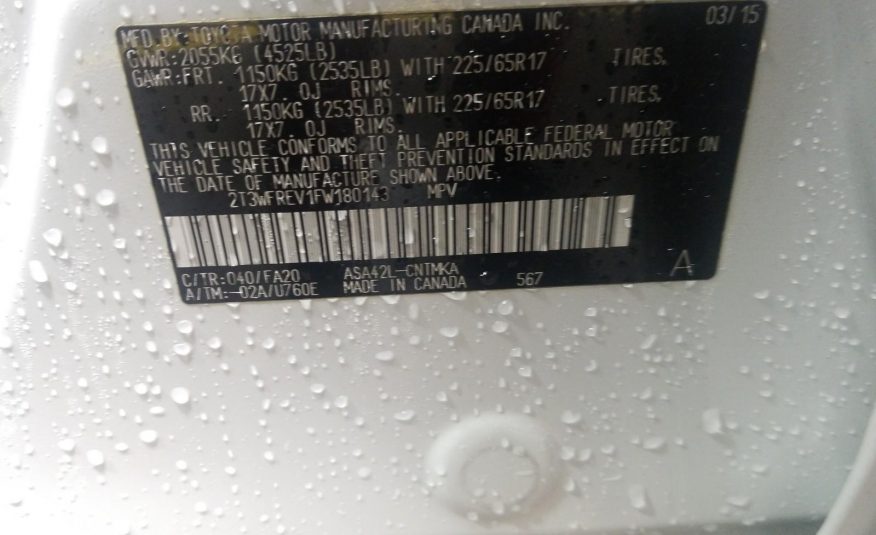 MFD.BY:TOYOTA MOTOR MANUFACTURING CANADA INC. 03/15
GVWR:2055KG (4525LB)
GAWR:FRT. 1150KG (2535LB) WITH 225/65R17 TIRES,
17X7.0J RIMS,
RR. 1150KG (2535LB) WITH 225/65R17 TIRES,
17X7.0J RIMS.
THIS VEHICLE CONFORMS TO ALL APPLICABLE FEDERAL MOTOR
VEHICLE SAFETY AND THEFT PREVENTION STANDARDS IN EFFECT ON
THE DATE OF MANUFACTURE SHOWN ABOVE.
2T3WFREV1FW180143 MPV
C/TR:040/FA20 ASA42L-CNTMKA A
A/TM:-02A/U760E MADE IN CANADA 567